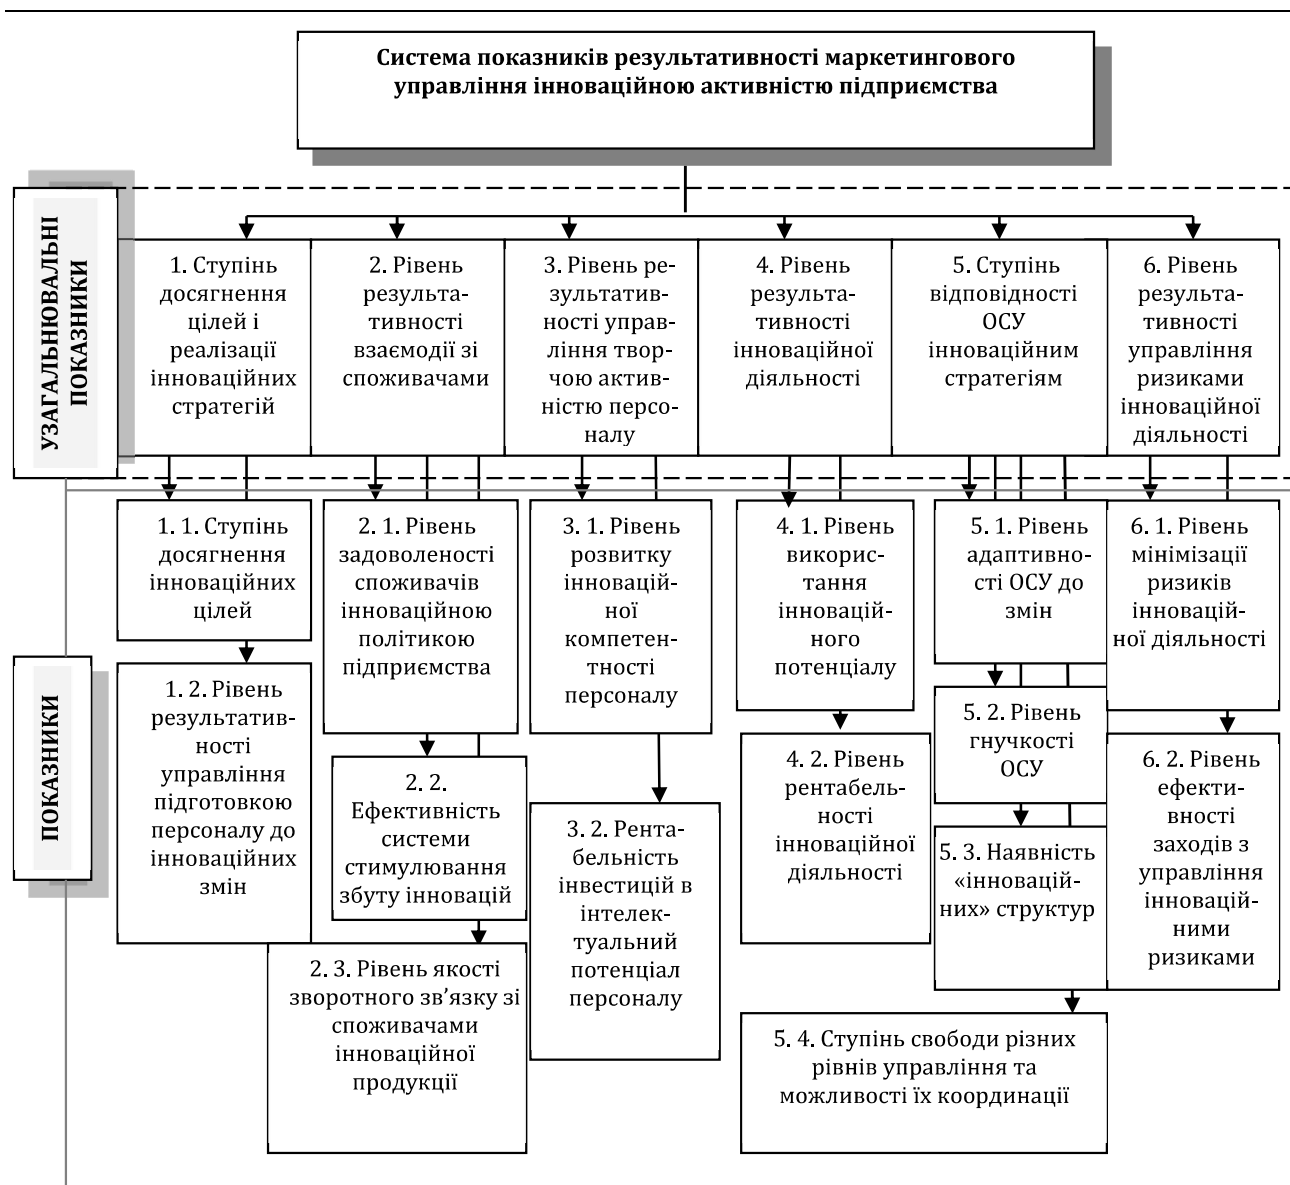 Система показників результативності маркетингового
управління інноваційною активністю підприємства
УЗАГАЛЬНЮВАЛЬНІ
ПОКАЗНИКИ
1. Ступінь
досягнення
цілей і
реалізації
інноваційних
стратегій
2. Рівень
результа-
тивності
взаємодії зі
споживачами
3. Рівень ре-
зультатив-
ності управ-
ління твор-
чою актив-
ністю персо-
налу
4. Рівень
результа-
тивності
інноваційної
діяльності
5. Ступінь
відповідності
ОСУ
інноваційним
стратегіям
6. Рівень
результа-
тивності
управління
ризиками
інноваційної
діяльності
ПОКАЗНИКИ
1. 1. Ступінь
досягнення
інноваційних
цілей
1. 2. Рівень
результатив-
ності
управління
підготовкою
персоналу до
інноваційних
змін
2. 1. Рівень
задоволеності
споживачів
інноваційною
політикою
підприємства
2. 2.
Ефективність
системи
стимулювання
збуту інновацій
2. 3. Рівень якості
зворотного зв’язку зі
споживачами
інноваційної
продукції
3. 1. Рівень
розвитку
інновацій-
ної
компетен-
тності
персоналу
3. 2. Рента-
бельність
інвестицій в
інтелек-
туальний
потенціал
персоналу
4. 1. Рівень
викорис-
тання
інновацій-
ного
потенціалу
4. 2. Рівень
рентабель-
ності
інноваційної
діяльності
5. 1. Рівень
адаптивно-
сті ОСУ до
змін
5. 2. Рівень
гнучкості
ОСУ
5. 3. Наявність
«інновацій-
них» структур
5. 4. Ступінь свободи різних
рівнів управління та
можливості їх координації
6. 1. Рівень
мінімізації
ризиків
інновацій-
ної діяльності
6. 2. Рівень
ефекти-
вності
заходів з
управління
інновацій-
ними
ризиками